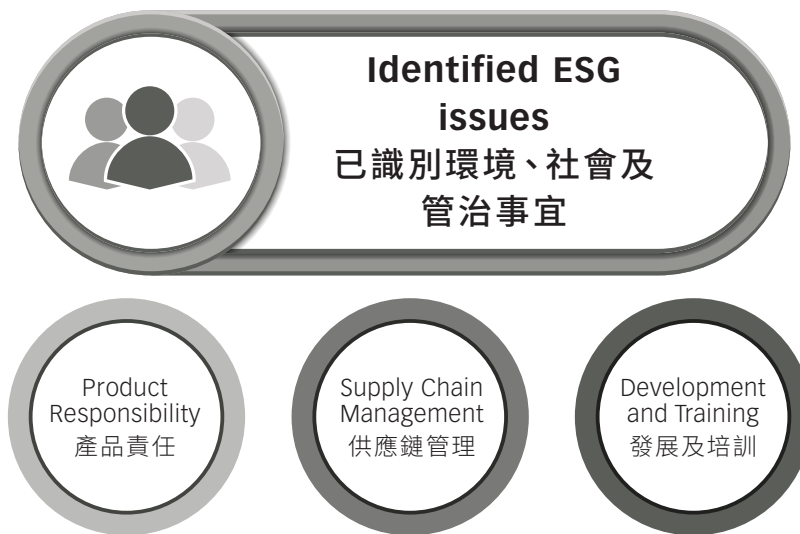 Identified ESG
issues
已識別環境、社會及
管治事宜
Product
Responsibility
產品責任
Supply Chain
Management
供應鏈管理
Development
and Training
發展及培訓